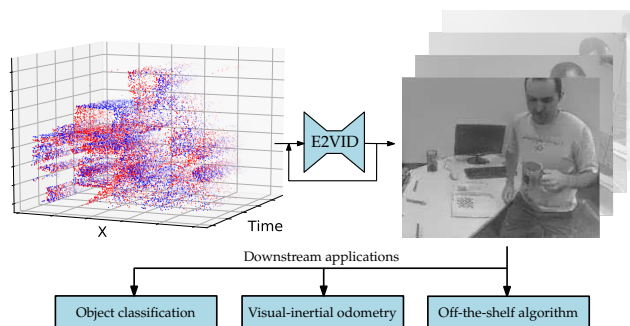 E2VID
Time
X
Downstream applications
Object classification
Visual-inertial odometry
Off-the-shelf algorithm